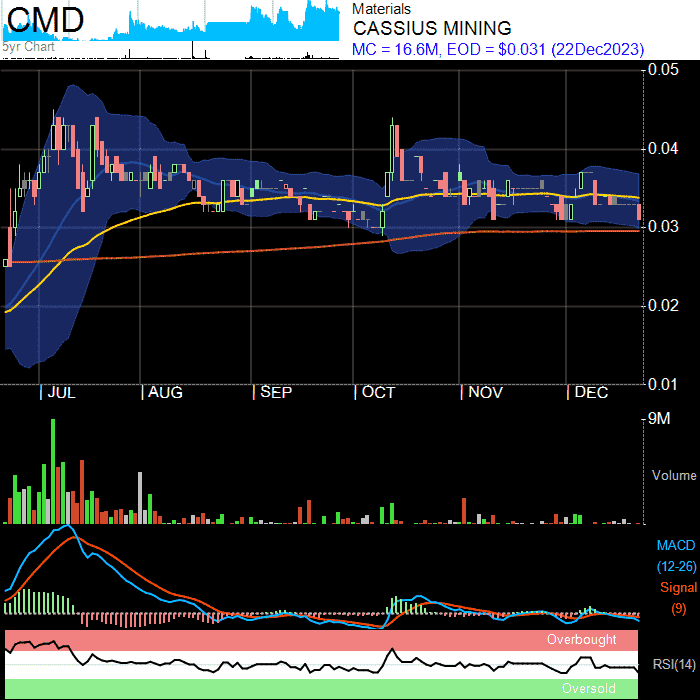 CMD
5yr Chart
Materials
CASSIUS MINING
MC = 16.6M, EOD = $0.031 (22Dec2023)
0.05
0.04
0.03
0.02
0.01
JUL AUG SEP OCT NOV DEC
9M
Volume
MACD
(12-26)
Signal
(9)
Overbought
RSI(14)
Oversold